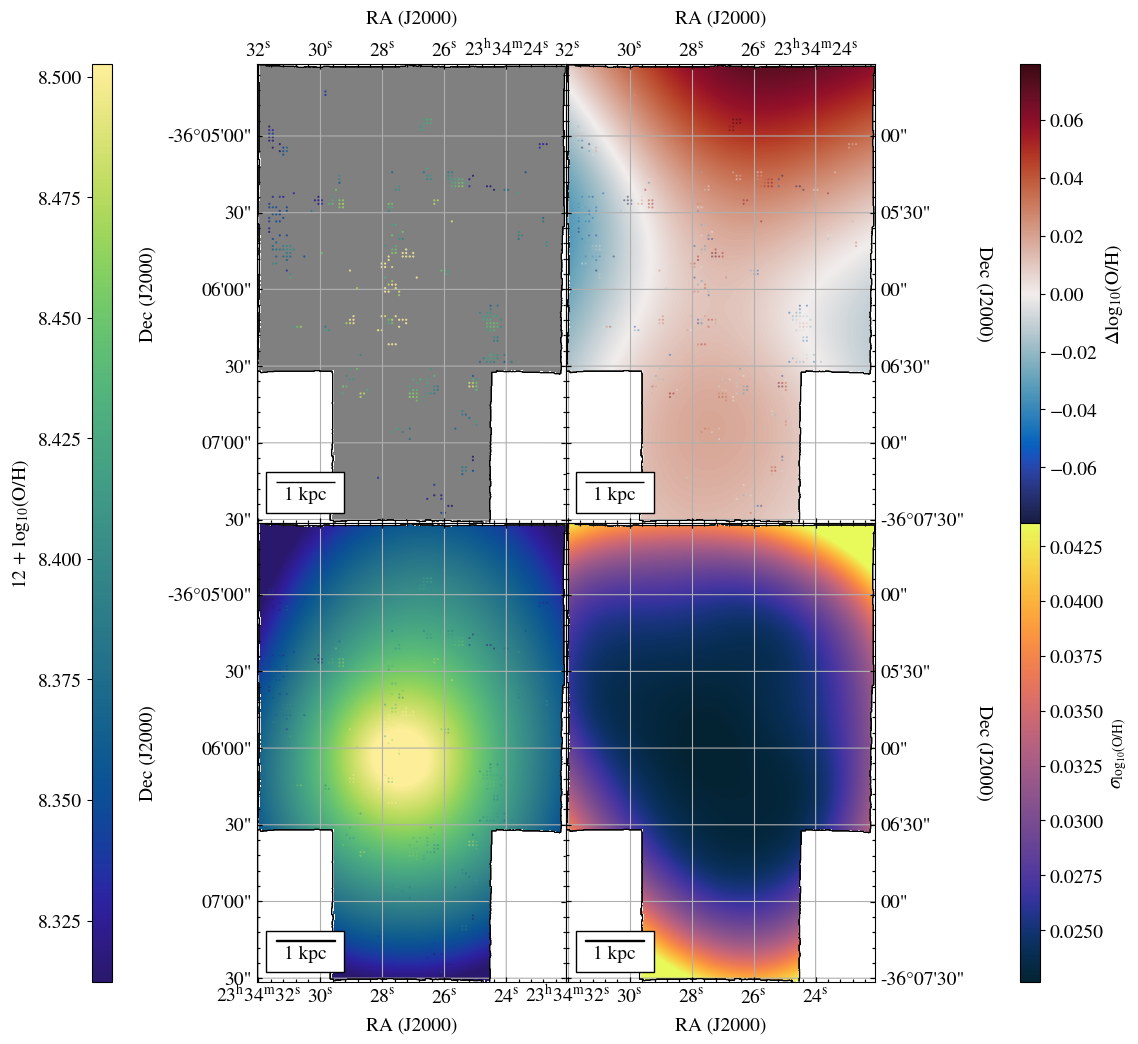 RA (J2000)
RA (J2000)
32ˢ 30ˢ 28ˢ 26ˢ 23ʰ34ᵐ24ˢ 32ˢ 30ˢ 28ˢ 26ˢ 23ʰ34ᵐ24ˢ
8.500
8.475
8.450
8.425
8.400
8.375
8.350
8.325
12 + log₁₀(O/H)
Dec (J2000)
-36°05'00"
30"
06'00"
30"
07'00"
30"
1 kpc
00"
05'30"
00"
06'30"
00"
-36°07'30"
1 kpc
Dec (J2000)
0.06
0.04
0.02
0.00
−0.02
−0.04
−0.06
Δlog₁₀(O/H)
Dec (J2000)
-36°05'00"
30"
06'00"
30"
07'00"
30"
1 kpc
00"
05'30"
00"
06'30"
00"
-36°07'30"
1 kpc
Dec (J2000)
0.0425
0.0400
0.0375
0.0350
0.0325
0.0300
0.0275
0.0250
σlog₁₀(O/H)
23ʰ34ᵐ32ˢ 30ˢ 28ˢ 26ˢ 23ʰ34ᵐ32ˢ 30ˢ 28ˢ 26ˢ 24ˢ
RA (J2000)
RA (J2000)